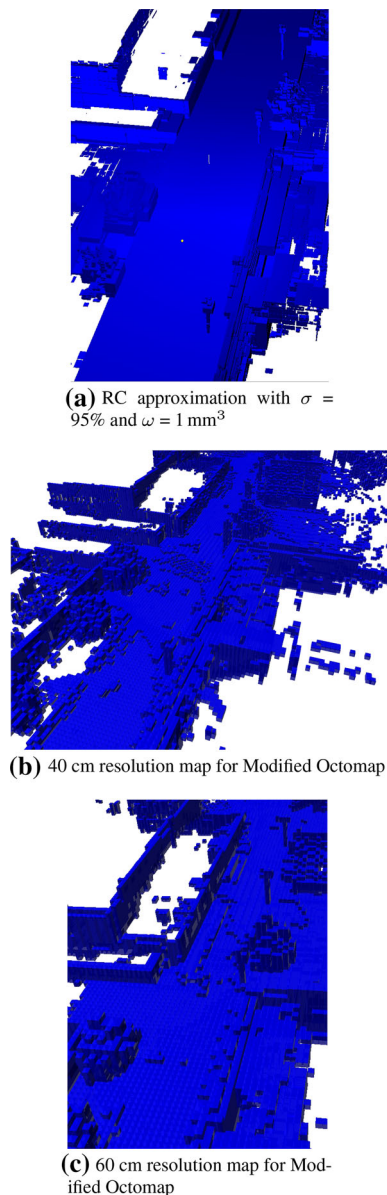 (a) RC approximation with σ =
95% and ω = 1 mm³
(b) 40 cm resolution map for Modified Octomap
(c) 60 cm resolution map for Mod-
ified Octomap